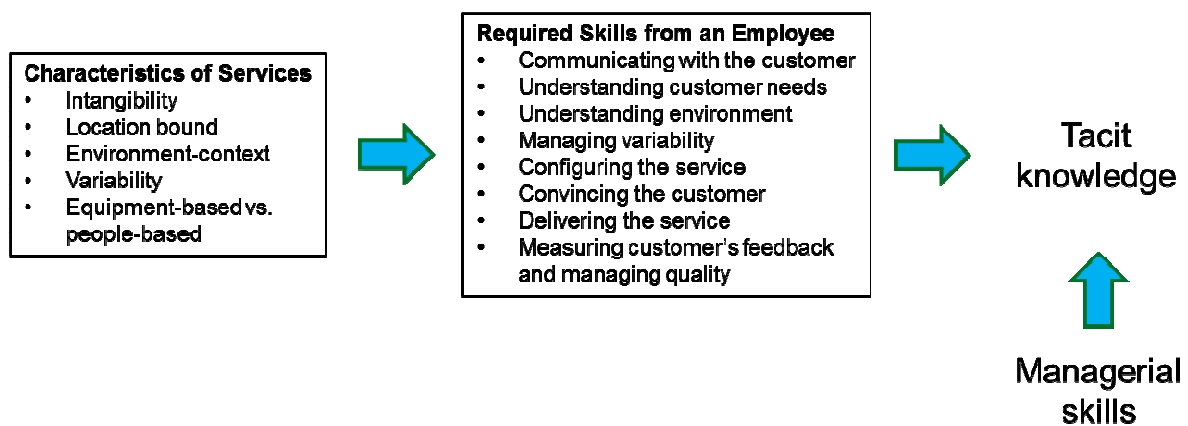 Characteristics of Services
• Intangibility
• Location bound
• Environment-context
• Variability
• Equipment-based vs.
people-based
Required Skills from an Employee
• Communicating with the customer
• Understanding customer needs
• Understanding environment
• Managing variability
• Configuring the service
• Convincing the customer
• Delivering the service
• Measuring customer's feedback
and managing quality
Tacit
knowledge
Managerial
skills